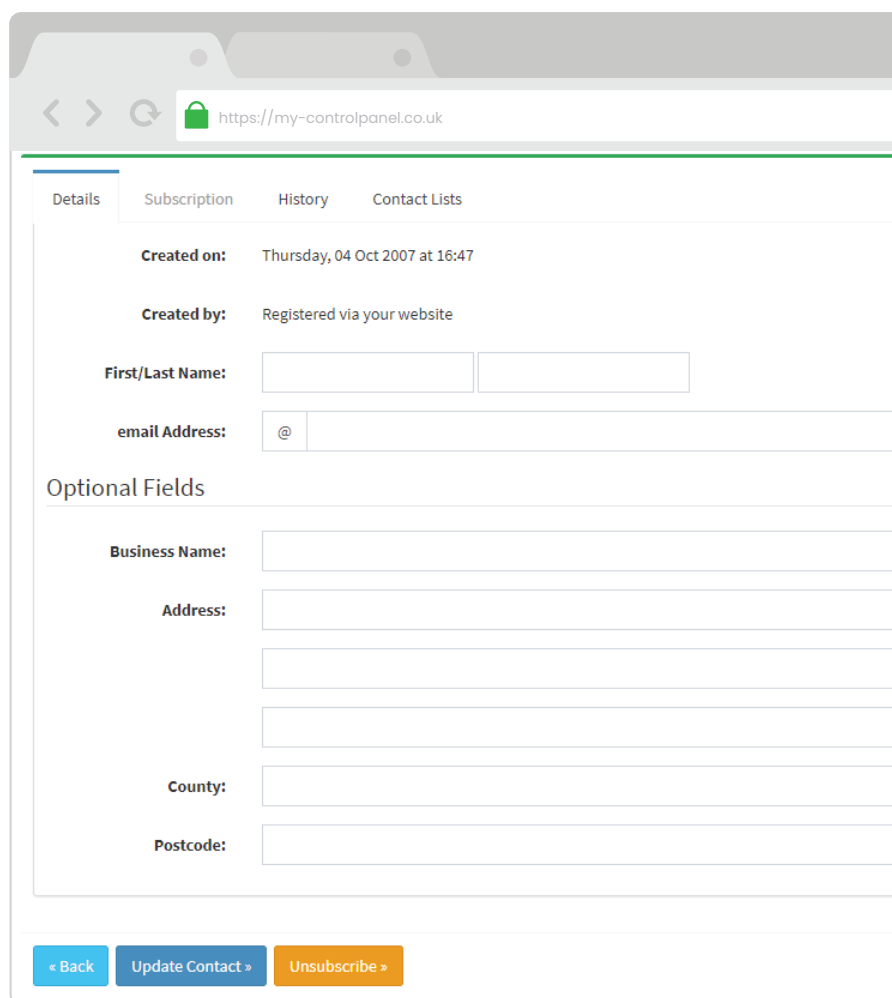 https://my-controlpanel.co.uk
Details Subscription History Contact Lists
Created on: Thursday, 04 Oct 2007 at 16:47
Created by: Registered via your website
First/Last Name:
email Address: @
Optional Fields
Business Name:
Address:
County:
Postcode:
« Back Update Contact » Unsubscribe »